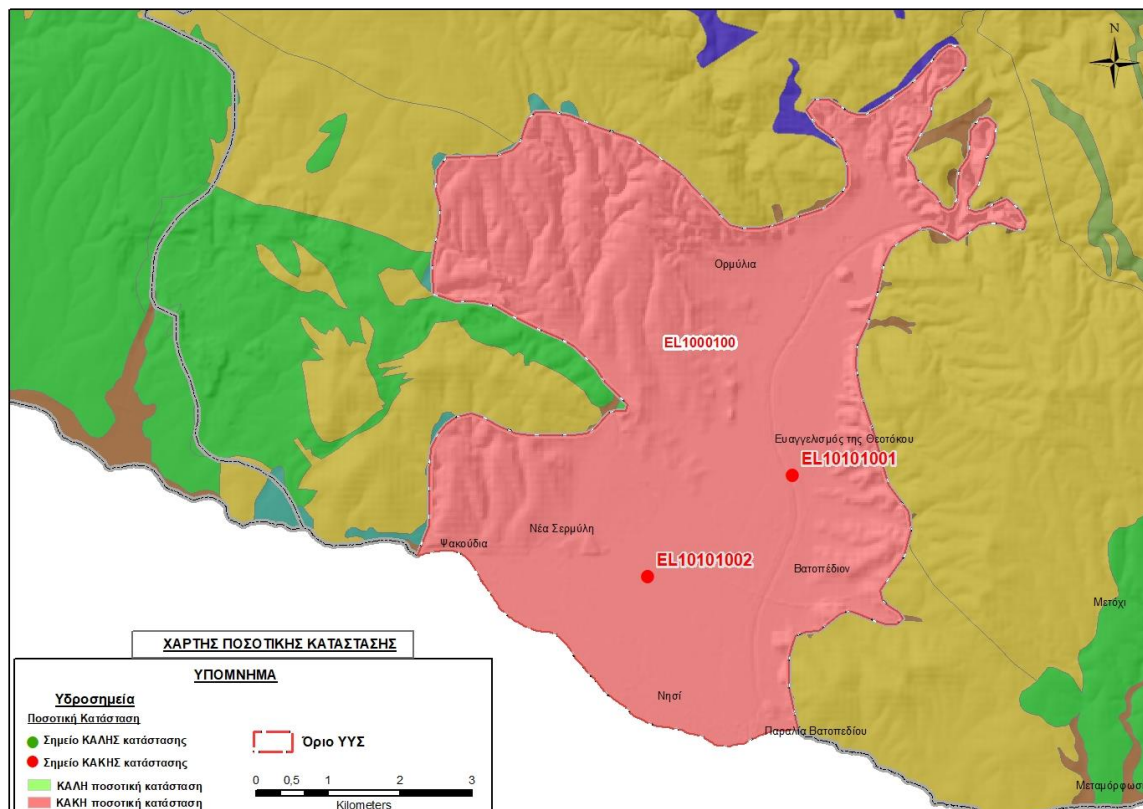 N
Ορμύλια
EL1000100
Ευαγγελισμός της Θεοτόκου
EL10101001
Νέα Σερμύλη
Ψακούδια
EL10101002
Βατοπέδιον
Μετόχι
Νησί
Παραλία Βατοπεδίου
Μεταμόρφωσ
ΧΑΡΤΗΣ ΠΟΣΟΤΙΚΗΣ ΚΑΤΑΣΤΑΣΗΣ
ΥΠΟΜΝΗΜΑ
Υδροσημεία
Ποσοτική Κατάσταση
Σημείο ΚΑΛΗΣ κατάστασης
Σημείο ΚΑΚΗΣ κατάστασης
ΚΑΛΗ ποσοτική κατάσταση
ΚΑΚΗ ποσοτική κατάσταση
Όριο ΥΥΣ
0 0,5 1 2 3
Kilometers